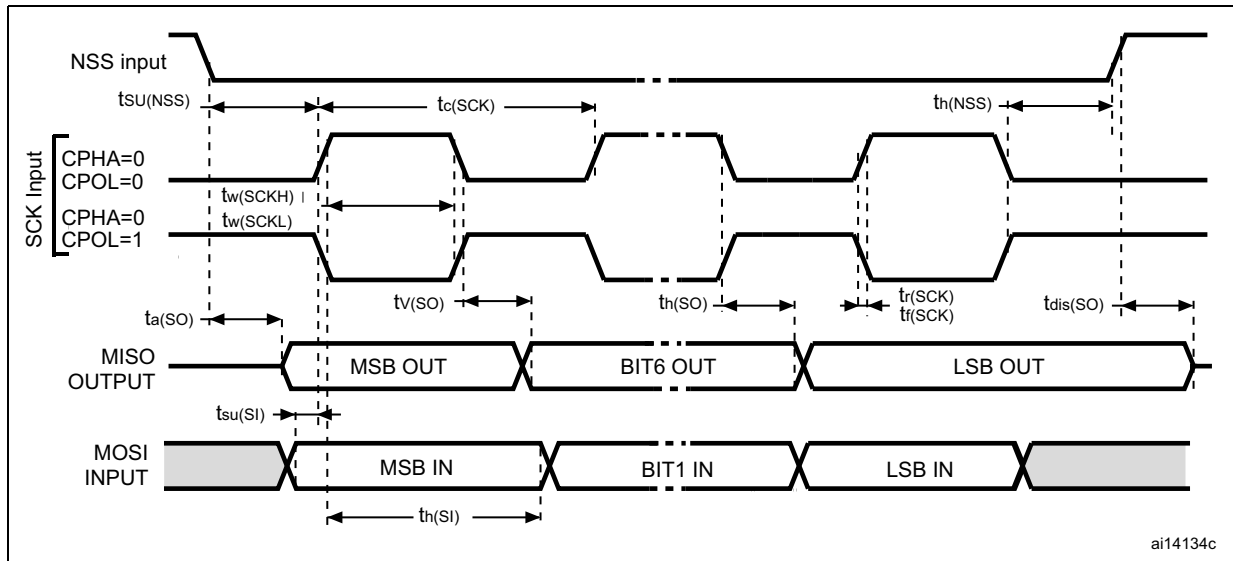 NSS input
tSU(NSS)
tc(SCK)
th(NSS)
SCK Input
CPHA=0
CPOL=0
tw(SCKH)
CPHA=0
tw(SCKL)
CPOL=1
tV(SO)
th(SO)
tr(SCK)
tf(SCK)
ta(SO)
tdis(SO)
MISO
OUTPUT
MSB OUT
BIT6 OUT
LSB OUT
tsu(SI)
MOSI
INPUT
MSB IN
BIT1 IN
LSB IN
th(SI)
ai14134c